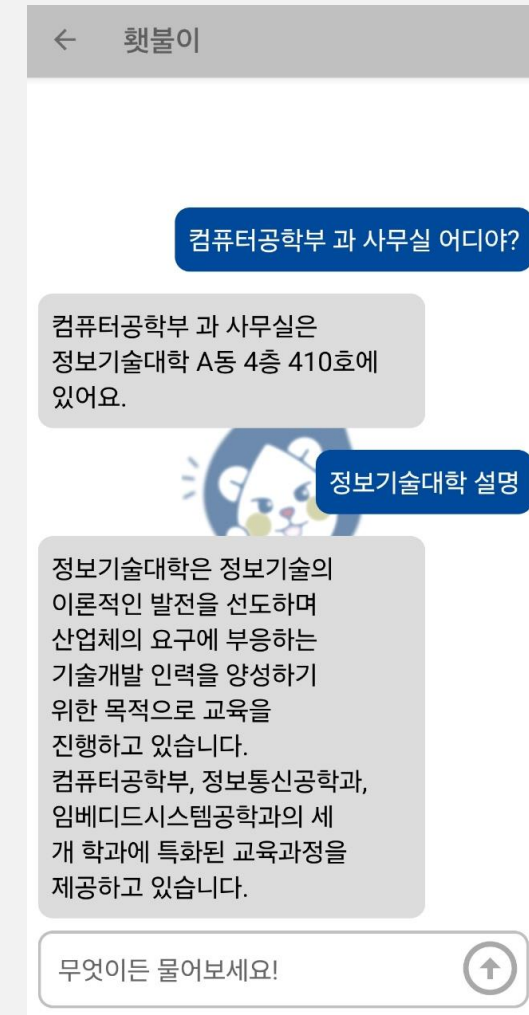 횃불이
컴퓨터공학부 과 사무실 어디야?
컴퓨터공학부 과 사무실은
정보기술대학 A동 4층 410호에
있어요.
정보기술대학 설명
정보기술대학은 정보기술의
이론적인 발전을 선도하며
산업체의 요구에 부응하는
기술개발 인력을 양성하기
위한 목적으로 교육을
진행하고 있습니다.
컴퓨터공학부, 정보통신공학과,
임베디드시스템공학과의 세
개 학과에 특화된 교육과정을
제공하고 있습니다.
무엇이든 물어보세요!